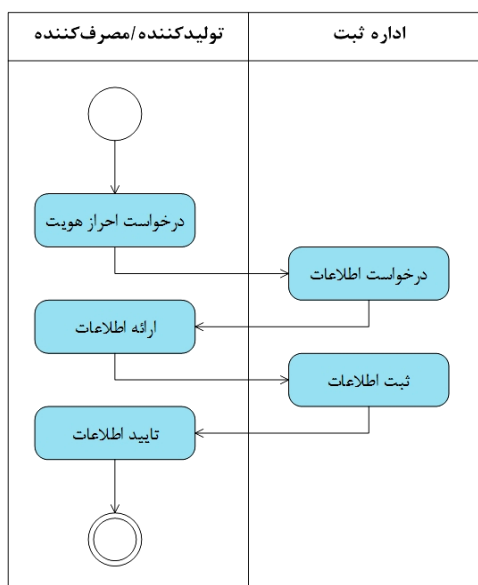 تولیدکننده/مصرف‌کننده
اداره ثبت
درخواست احراز هویت
درخواست اطلاعات
ارائه اطلاعات
ثبت اطلاعات
تایید اطلاعات